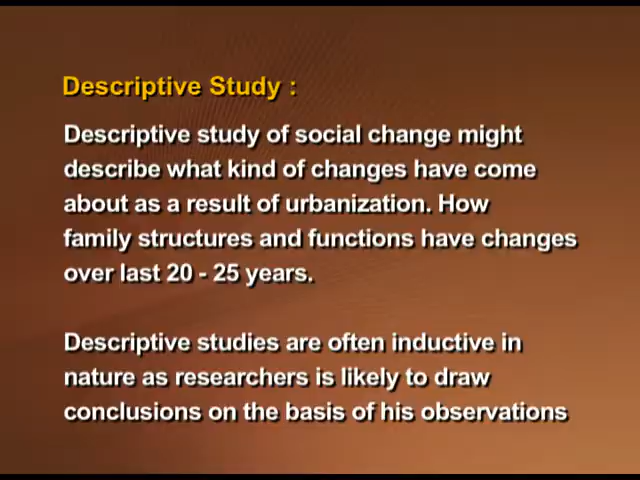 Descriptive Study :
Descriptive study of social change might
describe what kind of changes have come
about as a result of urbanization. How
family structures and functions have changes
over last 20 - 25 years.
Descriptive studies are often inductive in
nature as researchers is likely to draw
conclusions on the basis of his observations